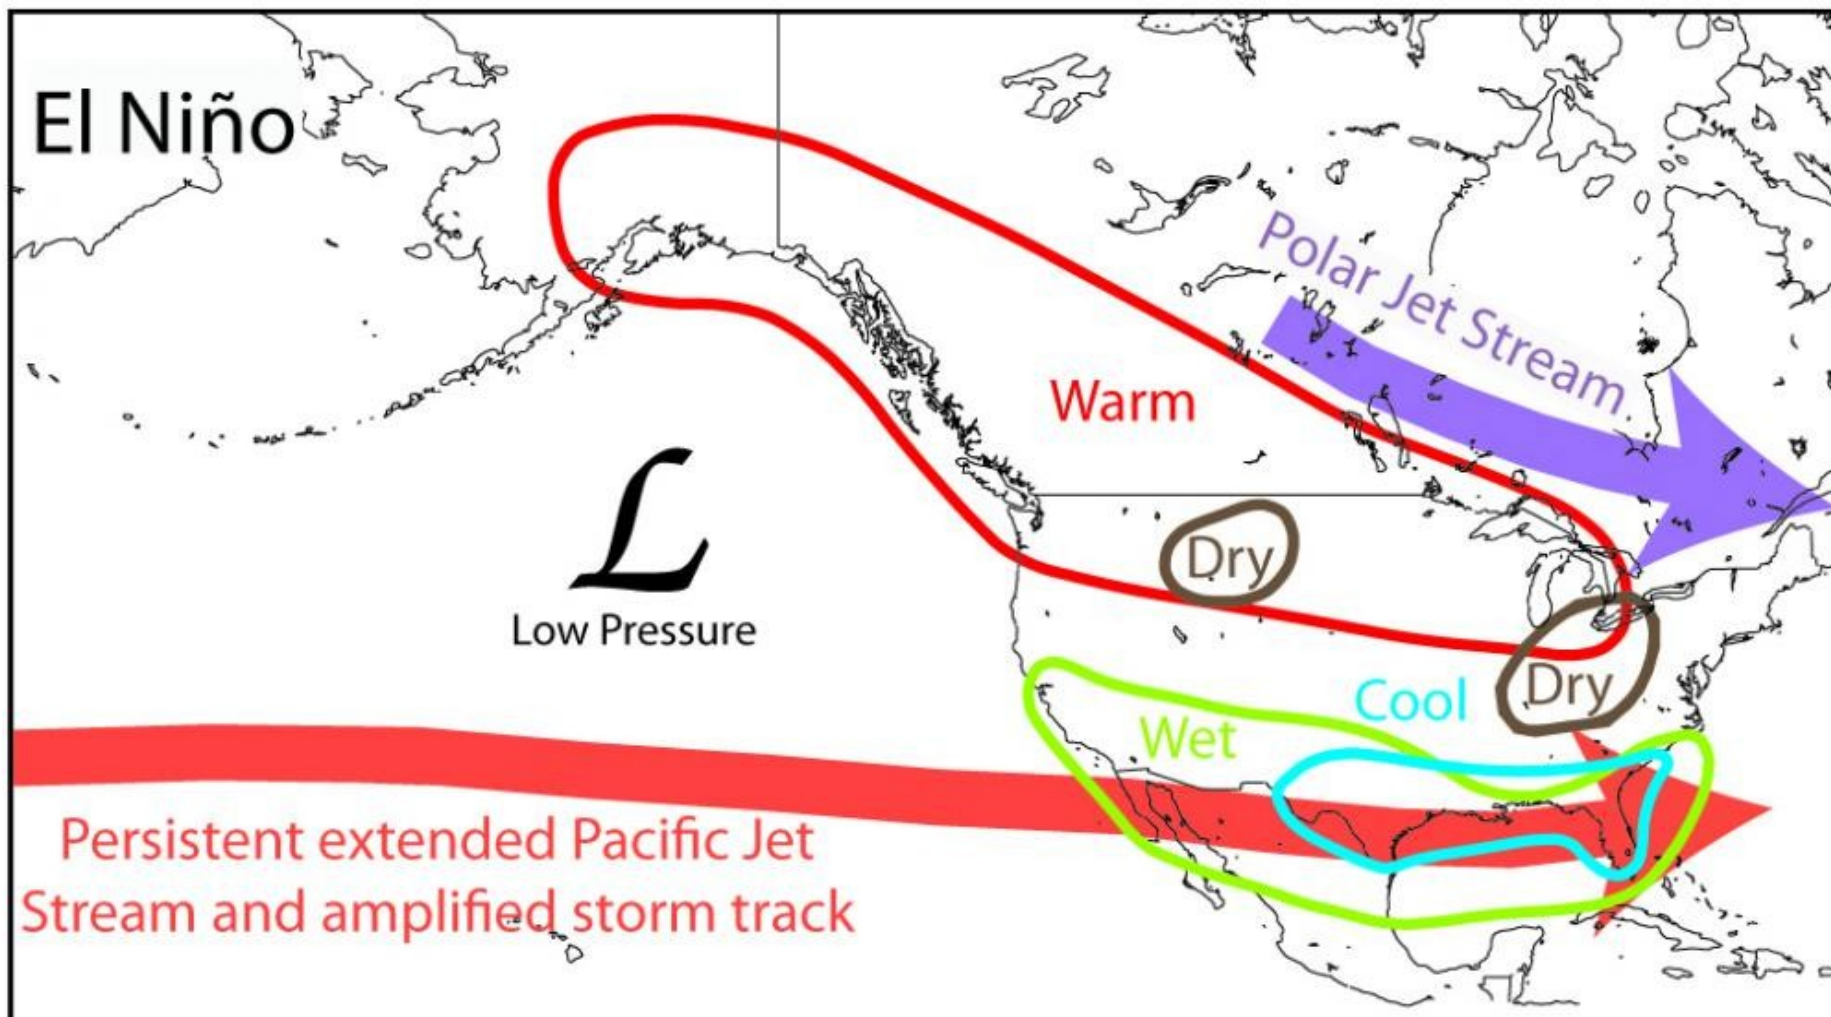 El Niño
Polar Jet Stream
Warm
L
Low Pressure
Dry
Dry
Cool
Wet
Persistent extended Pacific Jet
Stream and amplified storm track